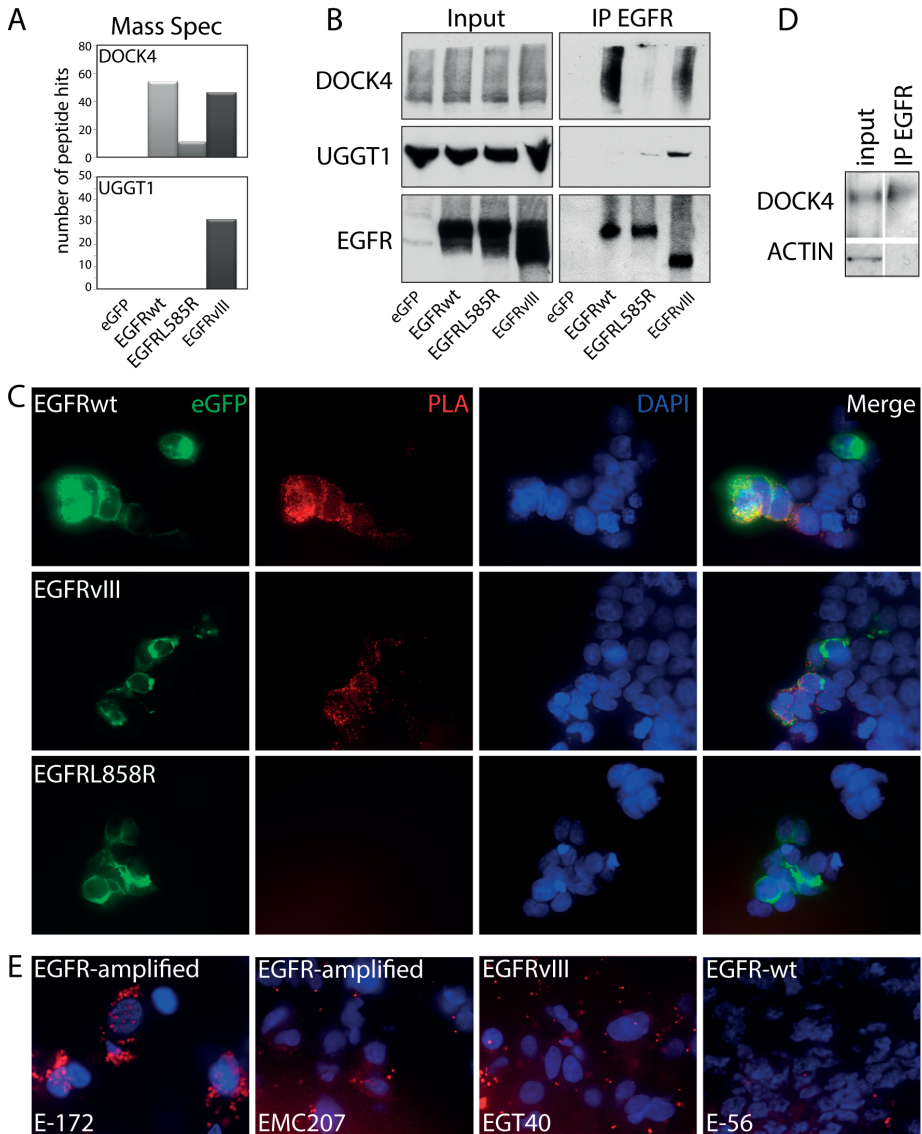 A
Mass Spec
number of peptide hits
DOCK4
80
60
40
20
0
UGGT1
50
40
30
20
10
0
eGFP
EGFRwt
EGFRL585R
EGFRvIII
B
Input
IP EGFR
DOCK4
UGGT1
EGFR
eGFP
EGFRwt
EGFRL585R
EGFRvIII
eGFP
EGFRwt
EGFRL585R
EGFRvIII
D
input
IP EGFR
DOCK4
ACTIN
C
EGFRwt
eGFP
PLA
DAPI
Merge
EGFRvIII
EGFRL858R
E
EGFR-amplified
E-172
EGFR-amplified
EMC207
EGFRvIII
EGT40
EGFR-wt
E-56